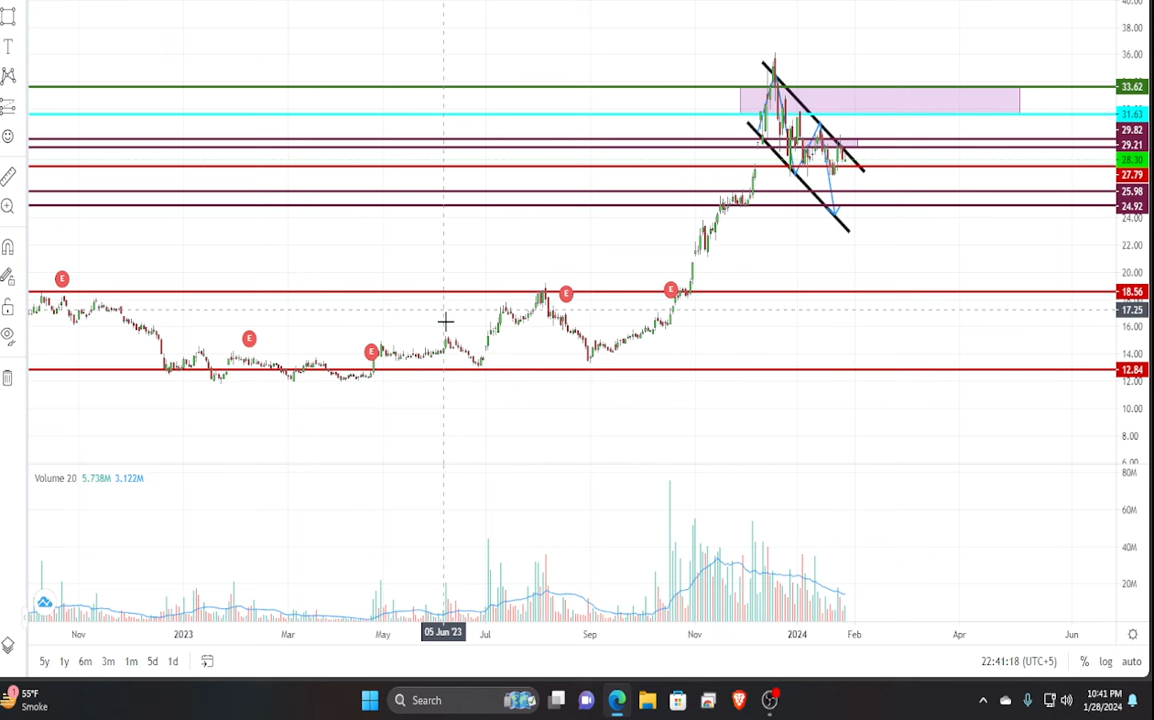 40.00
38.00
36.00
33.62
31.63
29.82
29.21
28.30
27.79
25.98
24.92
24.00
22.00
20.00
18.56
17.25
16.00
14.00
12.84
12.00
10.00
8.00
6.00
E
E
E
E
E
Volume 20 5.738M 3.122M
80M
60M
40M
20M
Nov 2023 Mar May 05 Jun '23 Jul Sep Nov 2024 Feb Apr Jun
5y 1y 6m 3m 1m 5d 1d 22:41:18 (UTC+5) % log auto
55°F
Smoke
Search
10:41 PM
1/28/2024